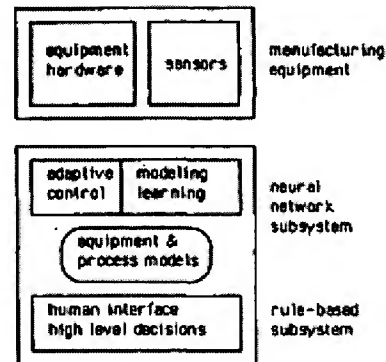 equipment
hardware
sensors
manufacturing
equipment
adaptive
control
modeling
learning
neural
network
subsystem
equipment &
process models
human interface
high level decisions
rule-based
subsystem